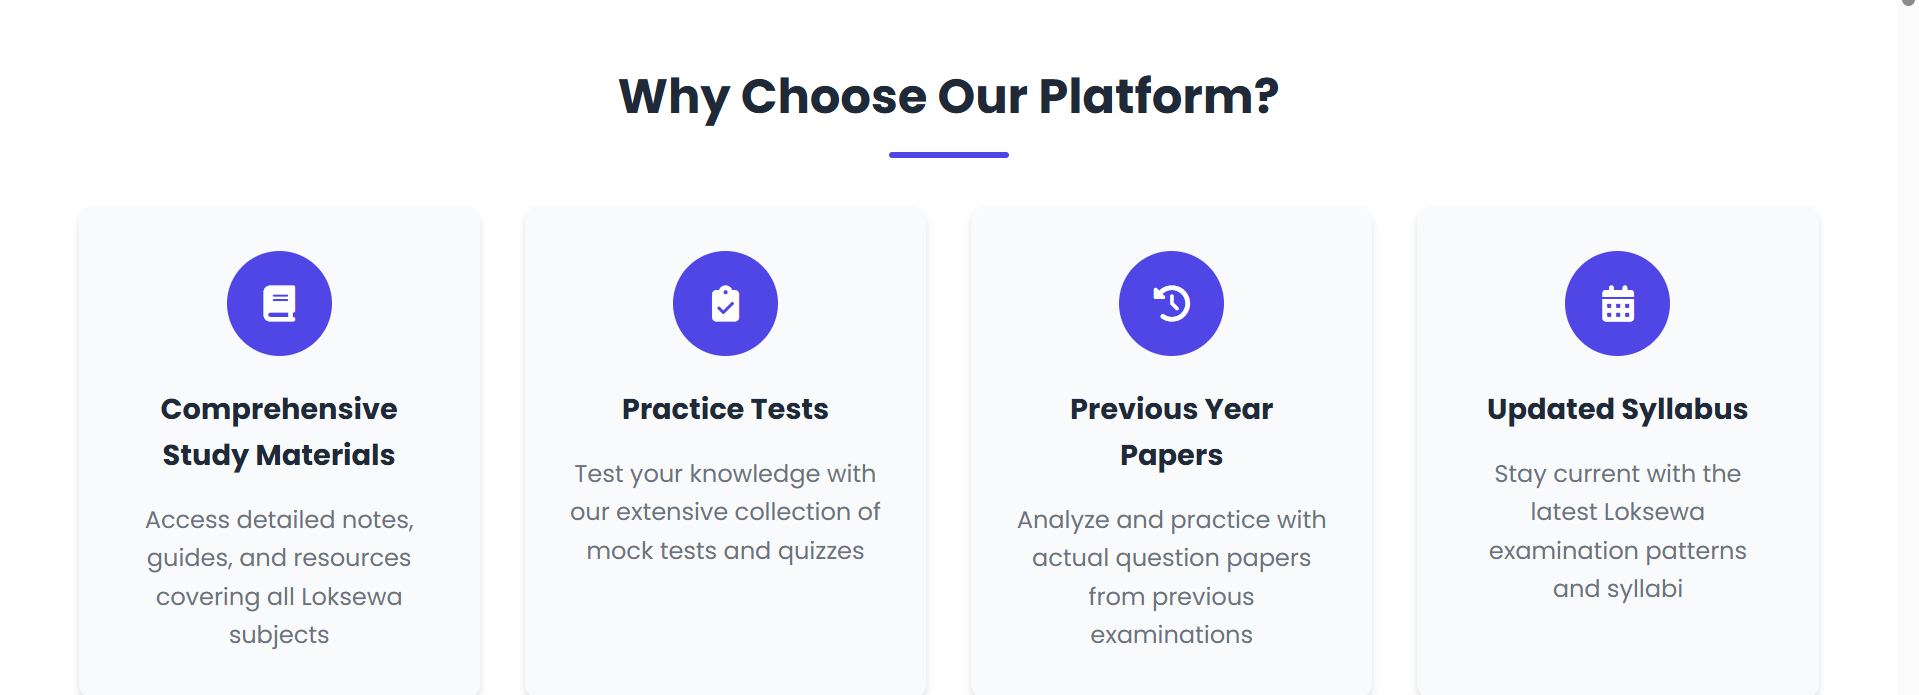 Why Choose Our Platform?
Comprehensive
Study Materials
Access detailed notes,
guides, and resources
covering all Loksewa
subjects
Practice Tests
Test your knowledge with
our extensive collection of
mock tests and quizzes
Previous Year
Papers
Analyze and practice with
actual question papers
from previous
examinations
Updated Syllabus
Stay current with the
latest Loksewa
examination patterns
and syllabi